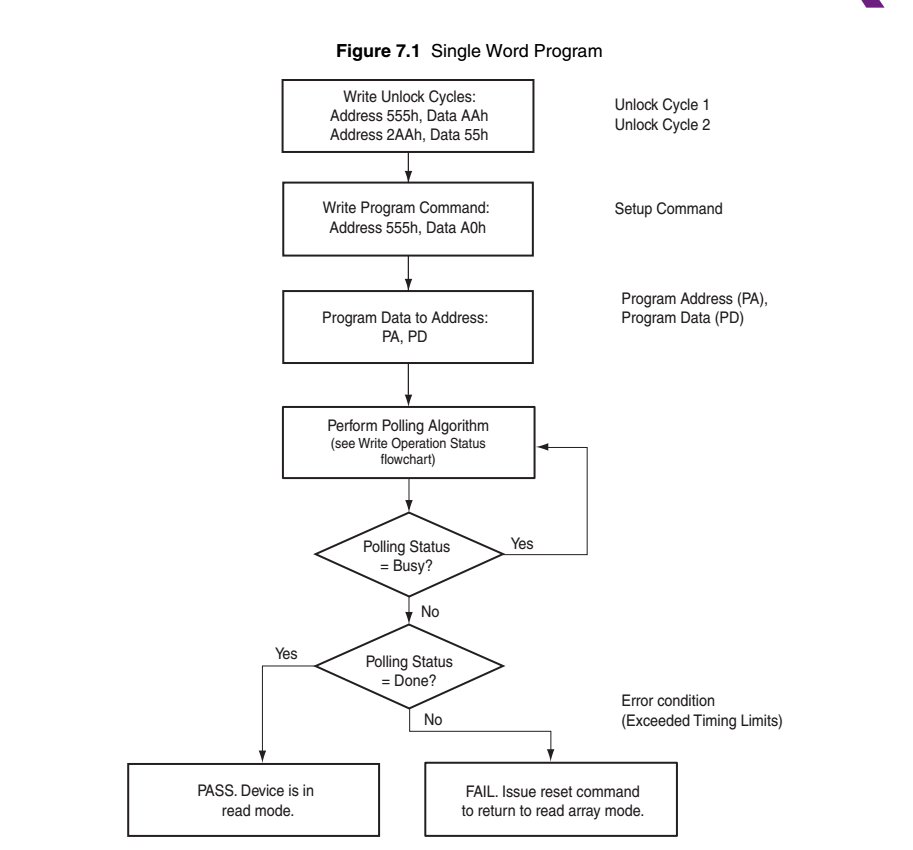 Figure 7.1 Single Word Program
Write Unlock Cycles:
Address 555h, Data AAh
Address 2AAh, Data 55h
Unlock Cycle 1
Unlock Cycle 2
Write Program Command:
Address 555h, Data A0h
Setup Command
Program Data to Address:
PA, PD
Program Address (PA),
Program Data (PD)
Perform Polling Algorithm
(see Write Operation Status
flowchart)
Polling Status
= Busy?
Yes
No
Polling Status
= Done?
Yes
No
Error condition
(Exceeded Timing Limits)
PASS. Device is in
read mode.
FAIL. Issue reset command
to return to read array mode.